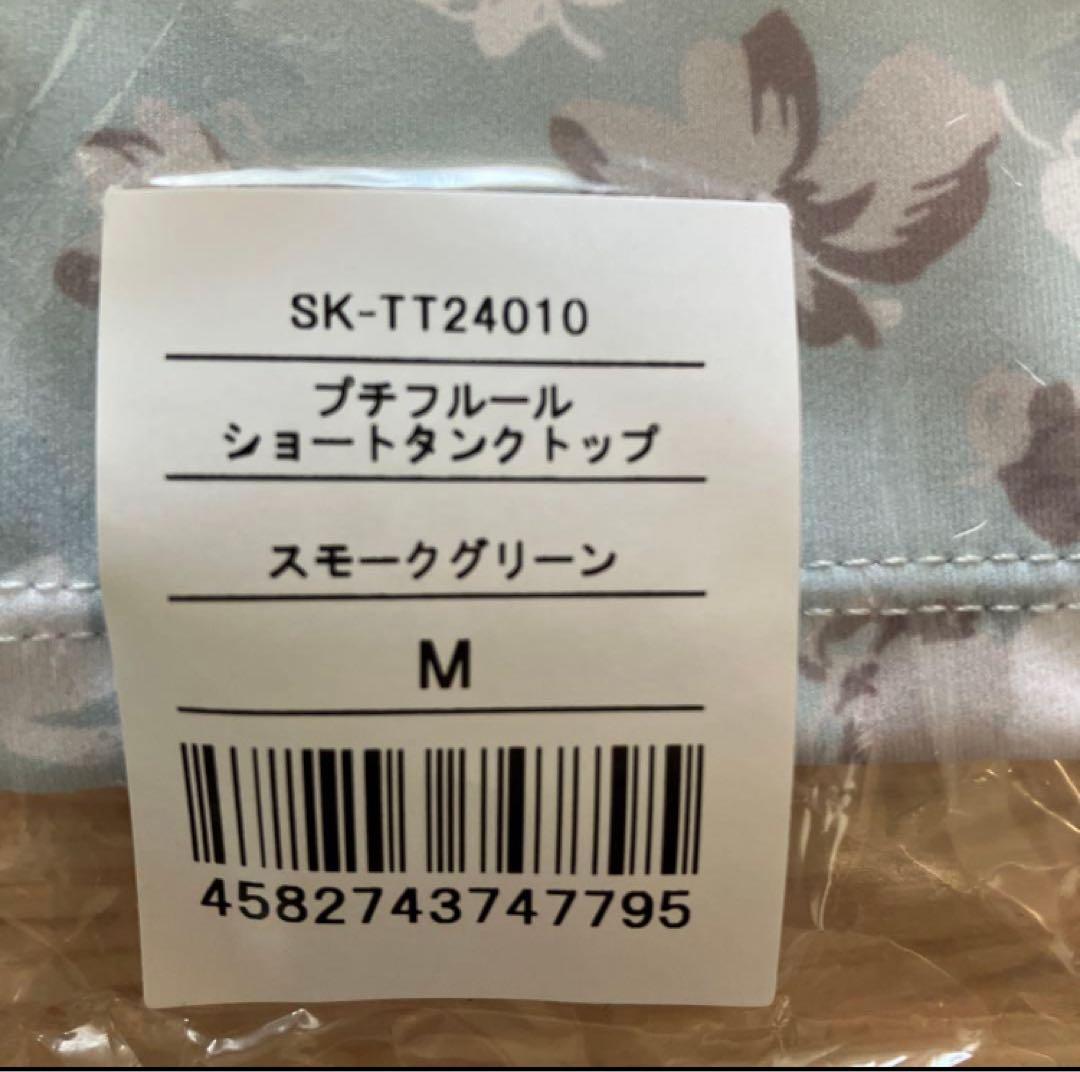 SK-TT24010
プチフルール
ショートタンクトップ
スモークグリーン
M
4582743747795